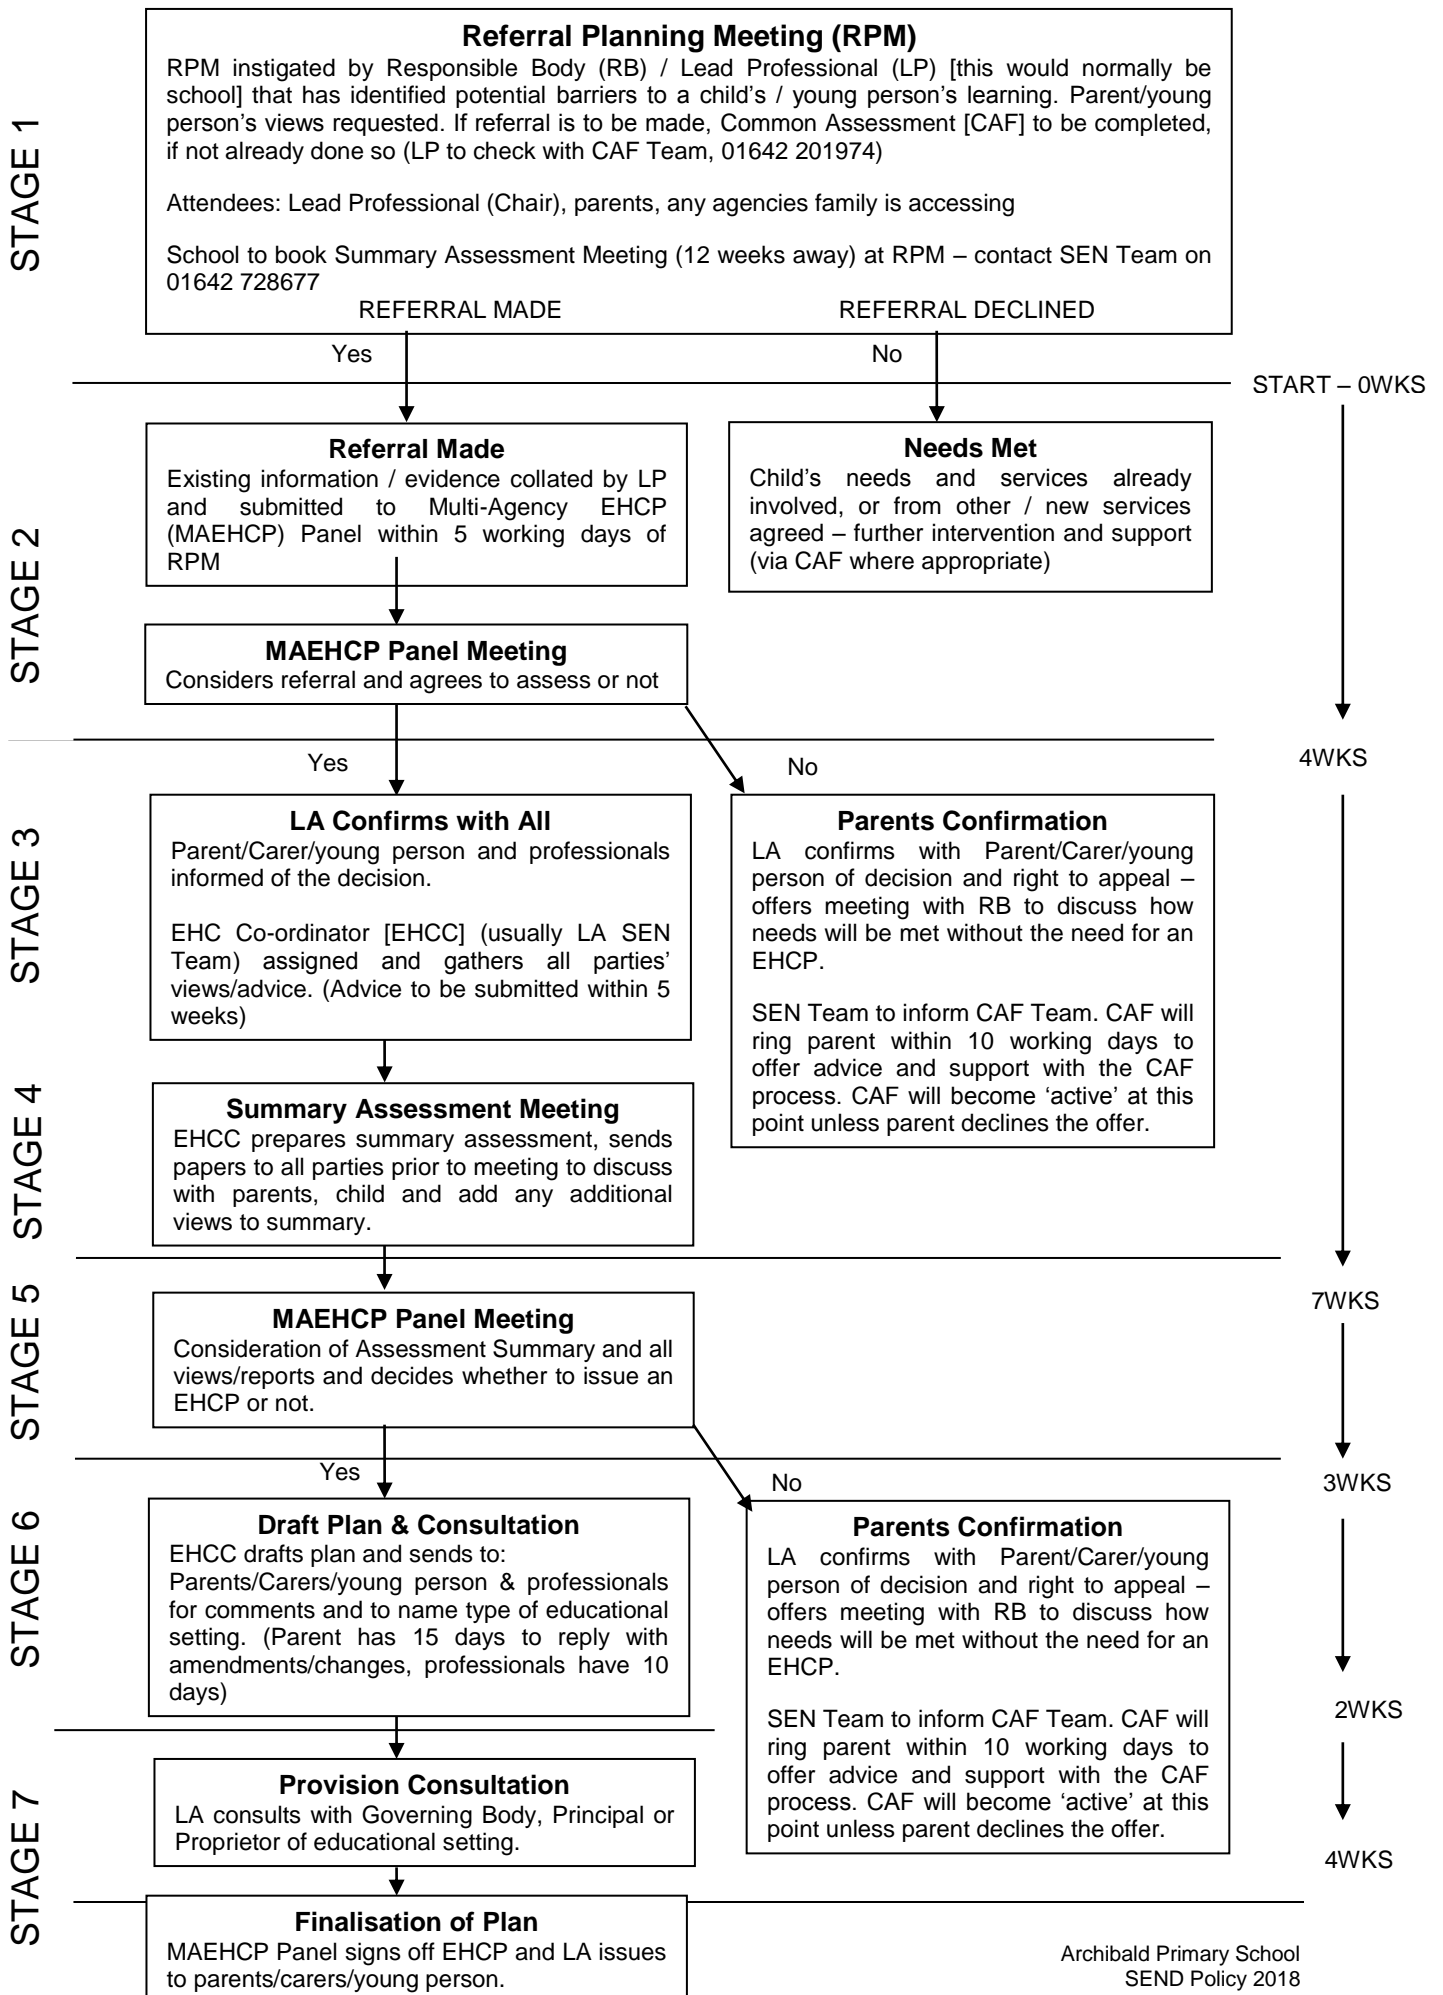 Referral Planning Meeting (RPM)
RPM instigated by Responsible Body (RB) / Lead Professional (LP) [this would normally be
school] that has identified potential barriers to a child's / young person's learning. Parent/young
person's views requested. If referral is to be made, Common Assessment [CAF] to be completed,
if not already done so (LP to check with CAF Team, 01642 201974)
Attendees: Lead Professional (Chair), parents, any agencies family is accessing
School to book Summary Assessment Meeting (12 weeks away) at RPM – contact SEN Team on
01642 728677
REFERRAL MADE
REFERRAL DECLINED
STAGE 1
Yes
No
START – 0WKS
STAGE 2
Referral Made
Existing information / evidence collated by LP
and submitted to Multi-Agency EHCP
(MAEHCP) Panel within 5 working days of
RPM
Needs Met
Child's needs and services already
involved, or from other / new services
agreed – further intervention and support
(via CAF where appropriate)
MAEHCP Panel Meeting
Considers referral and agrees to assess or not
Yes
No
4WKS
STAGE 3
LA Confirms with All
Parent/Carer/young person and professionals
informed of the decision.
EHC Co-ordinator [EHCC] (usually LA SEN
Team) assigned and gathers all parties'
views/advice. (Advice to be submitted within 5
weeks)
Parents Confirmation
LA confirms with Parent/Carer/young
person of decision and right to appeal –
offers meeting with RB to discuss how
needs will be met without the need for an
EHCP.
SEN Team to inform CAF Team. CAF will
ring parent within 10 working days to
offer advice and support with the CAF
process. CAF will become 'active' at this
point unless parent declines the offer.
STAGE 4
Summary Assessment Meeting
EHCC prepares summary assessment, sends
papers to all parties prior to meeting to discuss
with parents, child and add any additional
views to summary.
7WKS
STAGE 5
MAEHCP Panel Meeting
Consideration of Assessment Summary and all
views/reports and decides whether to issue an
EHCP or not.
Yes
No
3WKS
STAGE 6
Draft Plan & Consultation
EHCC drafts plan and sends to:
Parents/Carers/young person & professionals
for comments and to name type of educational
setting. (Parent has 15 days to reply with
amendments/changes, professionals have 10
days)
Parents Confirmation
LA confirms with Parent/Carer/young
person of decision and right to appeal –
offers meeting with RB to discuss how
needs will be met without the need for an
EHCP.
SEN Team to inform CAF Team. CAF will
ring parent within 10 working days to
offer advice and support with the CAF
process. CAF will become 'active' at this
point unless parent declines the offer.
2WKS
STAGE 7
Provision Consultation
LA consults with Governing Body, Principal or
Proprietor of educational setting.
4WKS
Finalisation of Plan
MAEHCP Panel signs off EHCP and LA issues
to parents/carers/young person.
Archibald Primary School
SEND Policy 2018